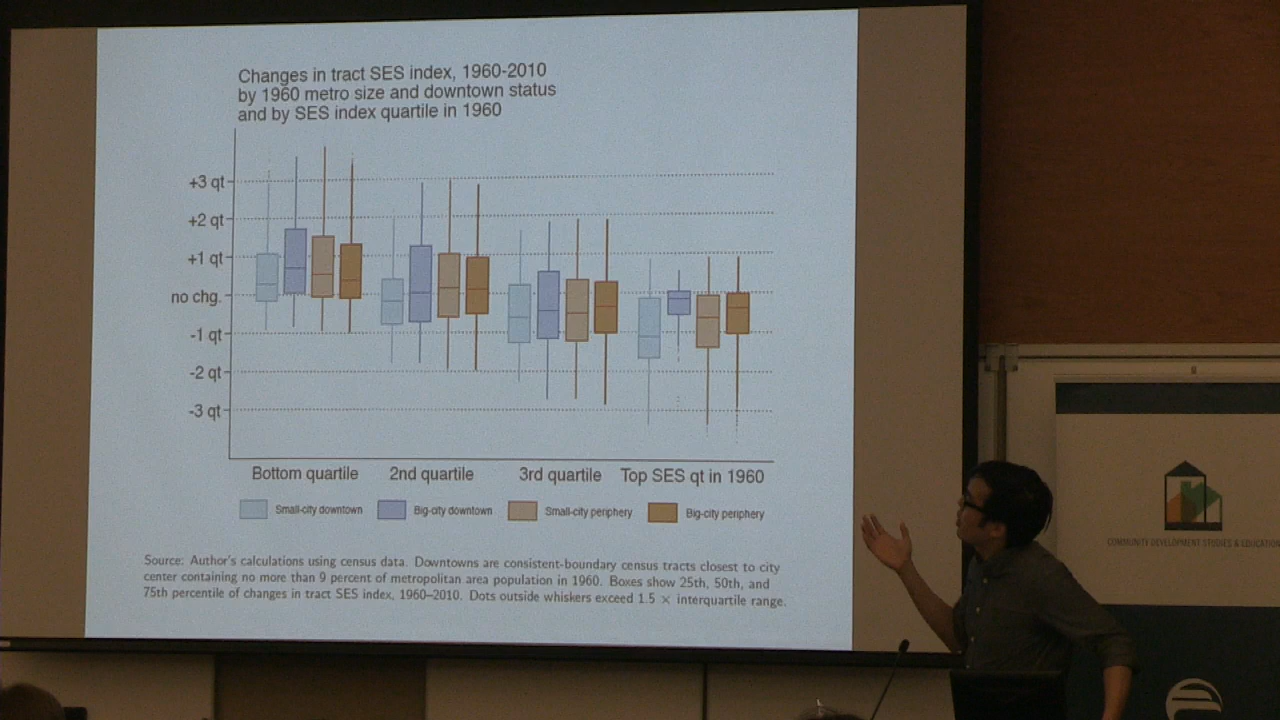 Changes in tract SES index, 1960-2010
by 1960 metro size and downtown status
and by SES index quartile in 1960
+3 qt
+2 qt
+1 qt
no chg.
-1 qt
-2 qt
-3 qt
Bottom quartile 2nd quartile 3rd quartile Top SES qt in 1960
Small-city downtown Big-city downtown Small-city periphery Big-city periphery
Source: Author's calculations using census data. Downtowns are consistent-boundary census tracts closest to city
center containing no more than 9 percent of metropolitan area population in 1960. Boxes show 25th, 50th, and
75th percentile of changes in tract SES index, 1960–2010. Dots outside whiskers exceed 1.5 × interquartile range.
COMMUNITY DEVELOPMENT STUDIES & EDUCATION